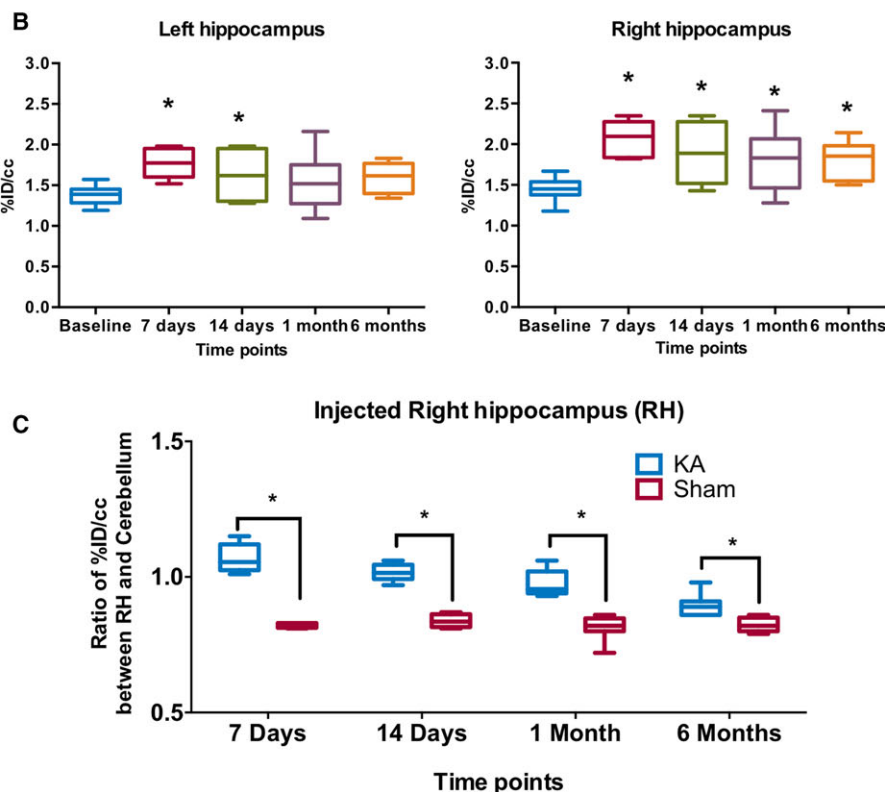 B
Left hippocampus
%ID/cc
3.0
2.5
2.0
1.5
1.0
0.5
0.0
*
*
Baseline 7 days 14 days 1 month 6 months
Time points
Right hippocampus
%ID/cc
3.0
2.5
2.0
1.5
1.0
0.5
0.0
*
*
*
*
Baseline 7 days 14 days 1 month 6 months
Time points
C
Injected Right hippocampus (RH)
Ratio of %ID/cc
between RH and Cerebellum
1.5
1.0
0.5
KA
Sham
*
*
*
*
7 Days 14 Days 1 Month 6 Months
Time points